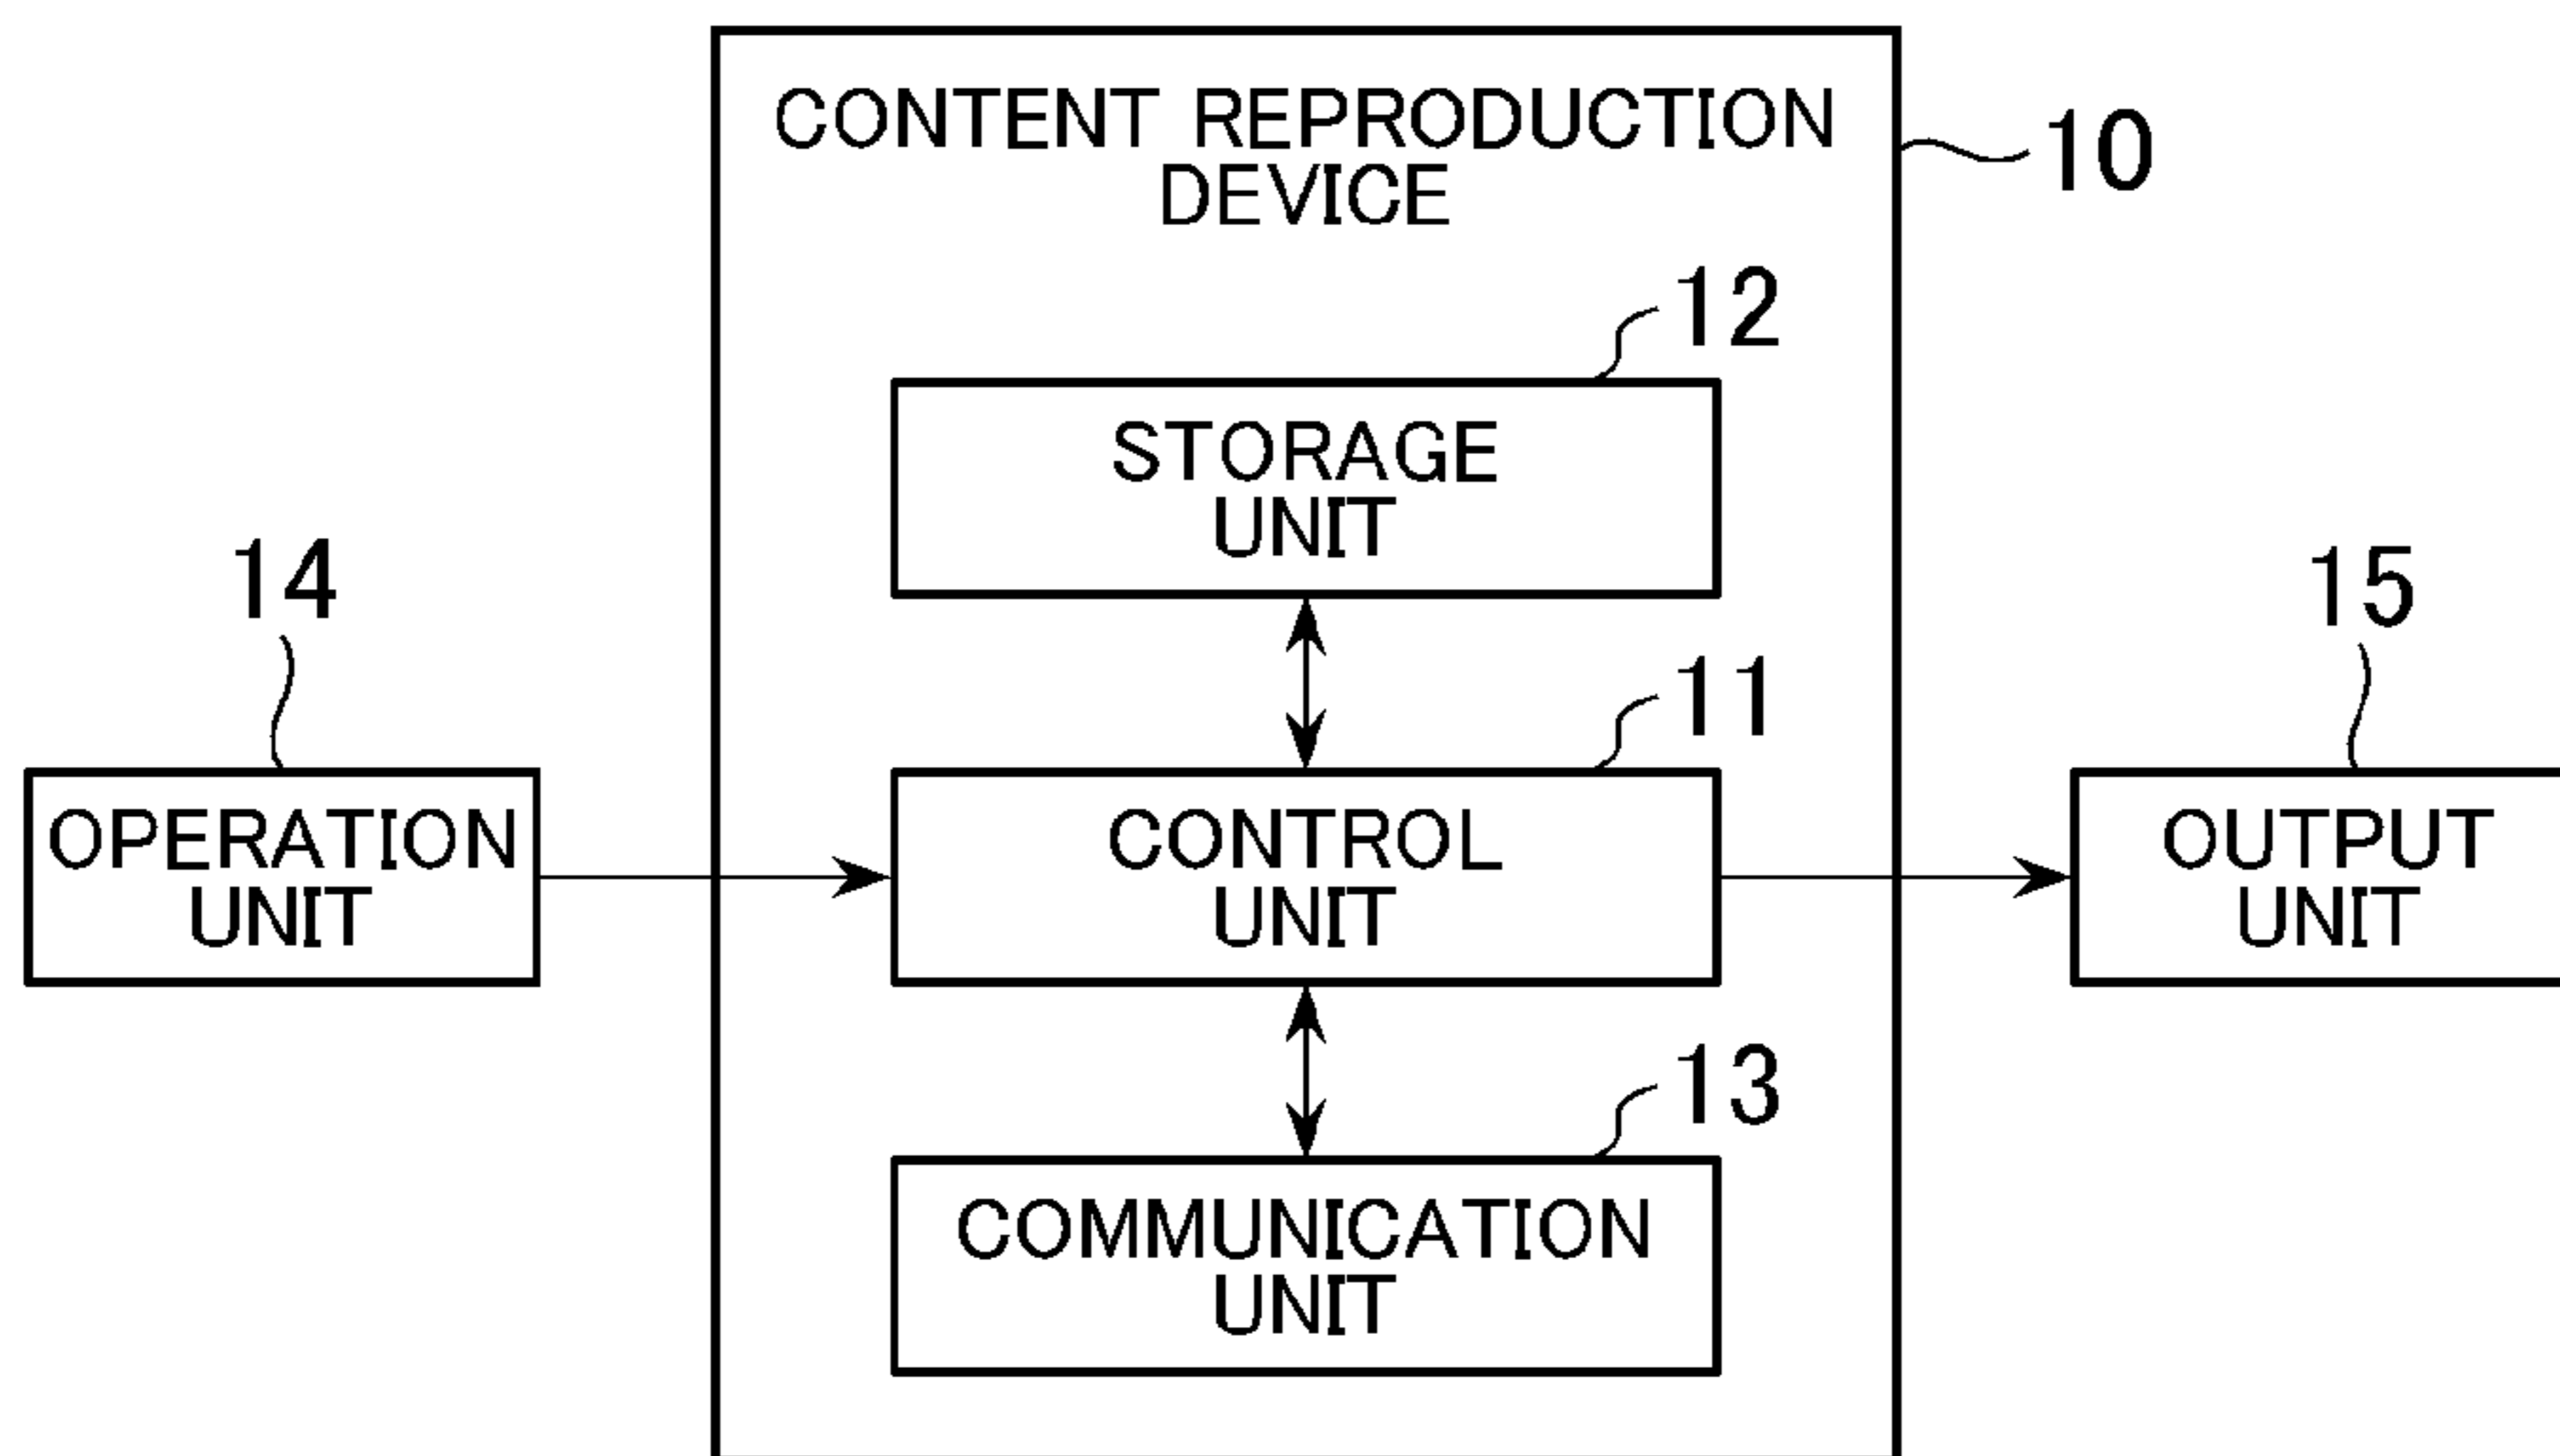 CONTENT REPRODUCTION
DEVICE
10
12
STORAGE
UNIT
14
15
11
OPERATION
UNIT
CONTROL
UNIT
OUTPUT
UNIT
13
COMMUNICATION
UNIT